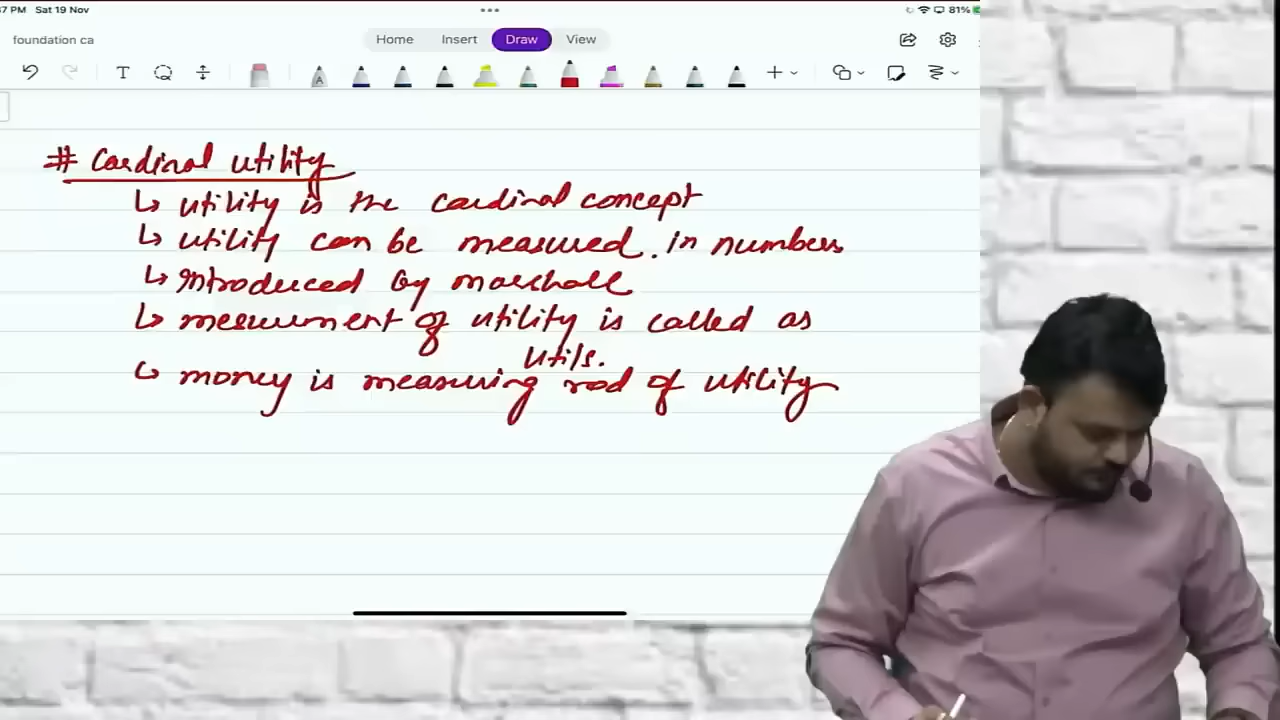 7 PM Sat 19 Nov
81%
foundation ca
Home Insert Draw View
# Cardinal utility
↳ utility is the cardinal concept
↳ utility can be measured in numbers
↳ introduced by marshall
↳ mesurment of utility is called as
utils.
↳ money is measuring rod of utility